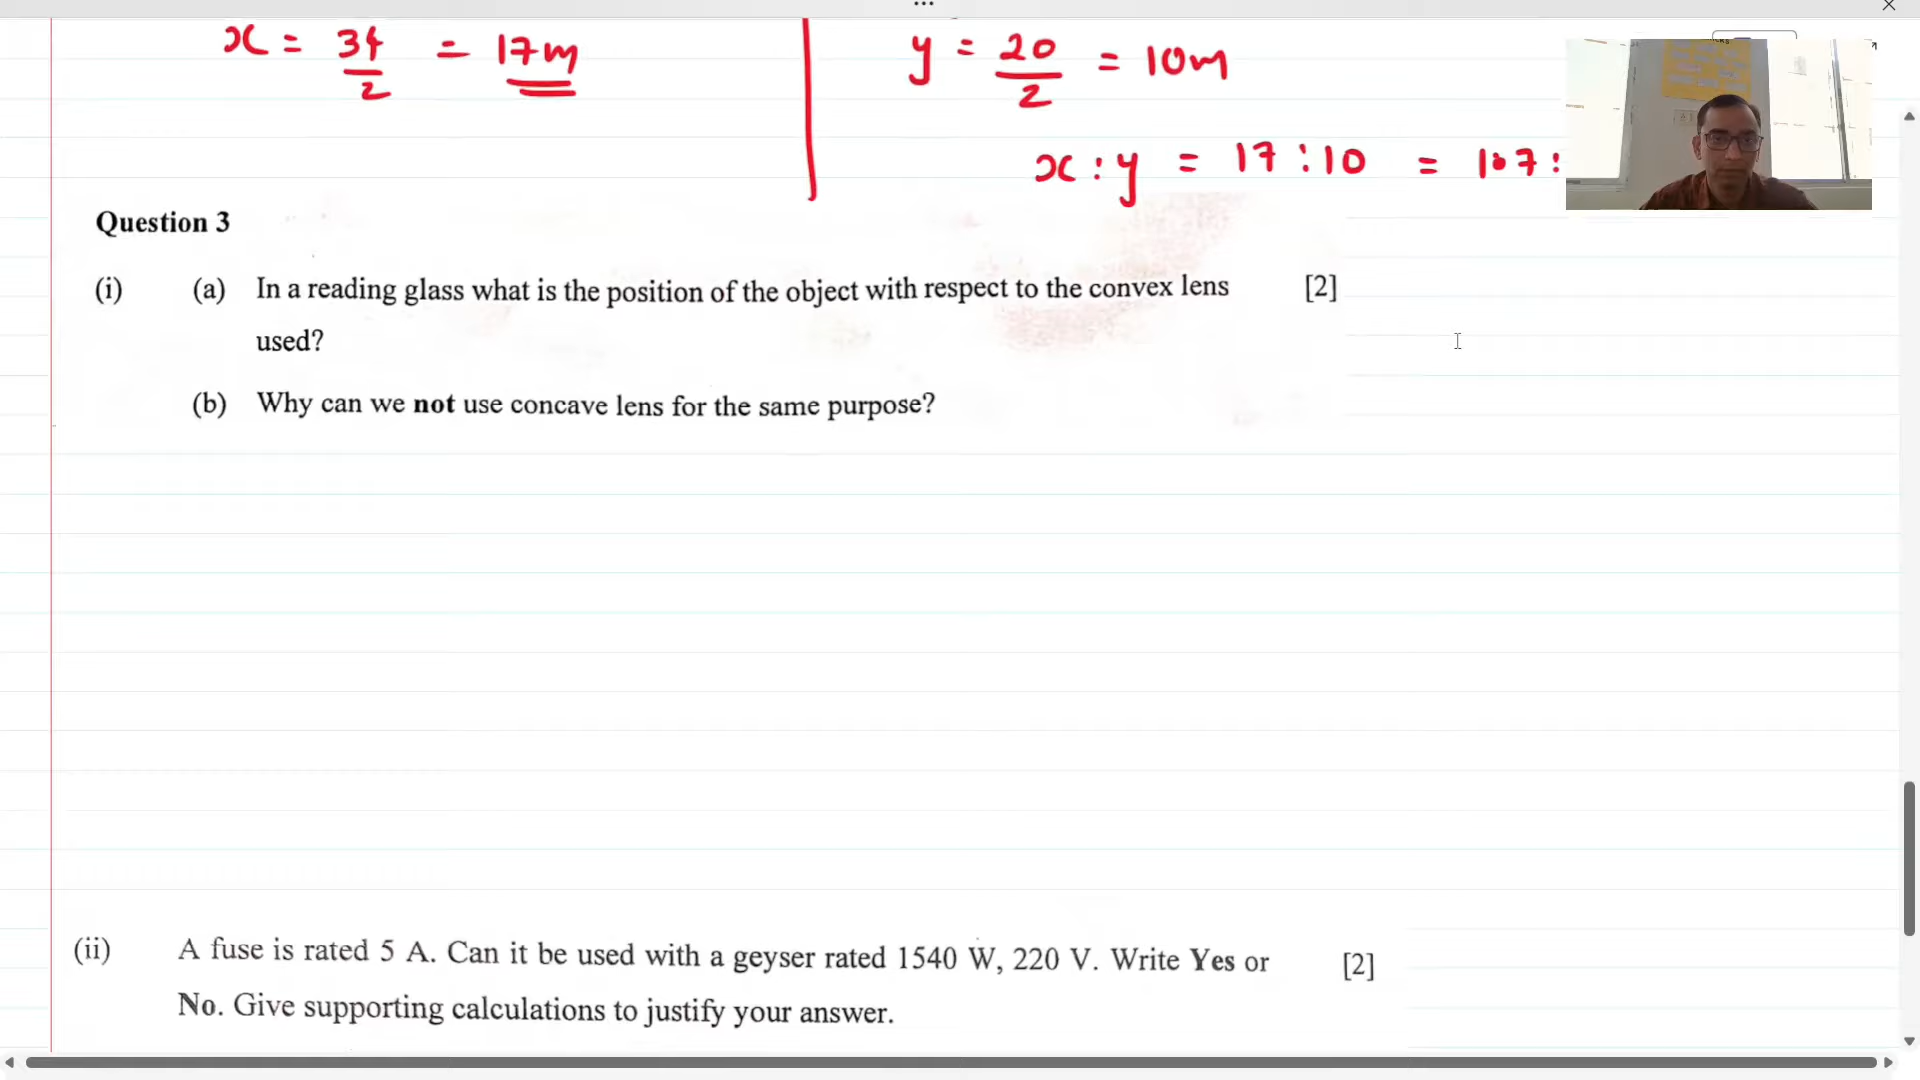 x = 34/2 = 17m
y = 20/2 = 10m
x : y = 17 : 10 = 1.7 :
Question 3
(i) (a) In a reading glass what is the position of the object with respect to the convex lens [2]
used?
(b) Why can we not use concave lens for the same purpose?
(ii) A fuse is rated 5 A. Can it be used with a geyser rated 1540 W, 220 V. Write Yes or [2]
No. Give supporting calculations to justify your answer.